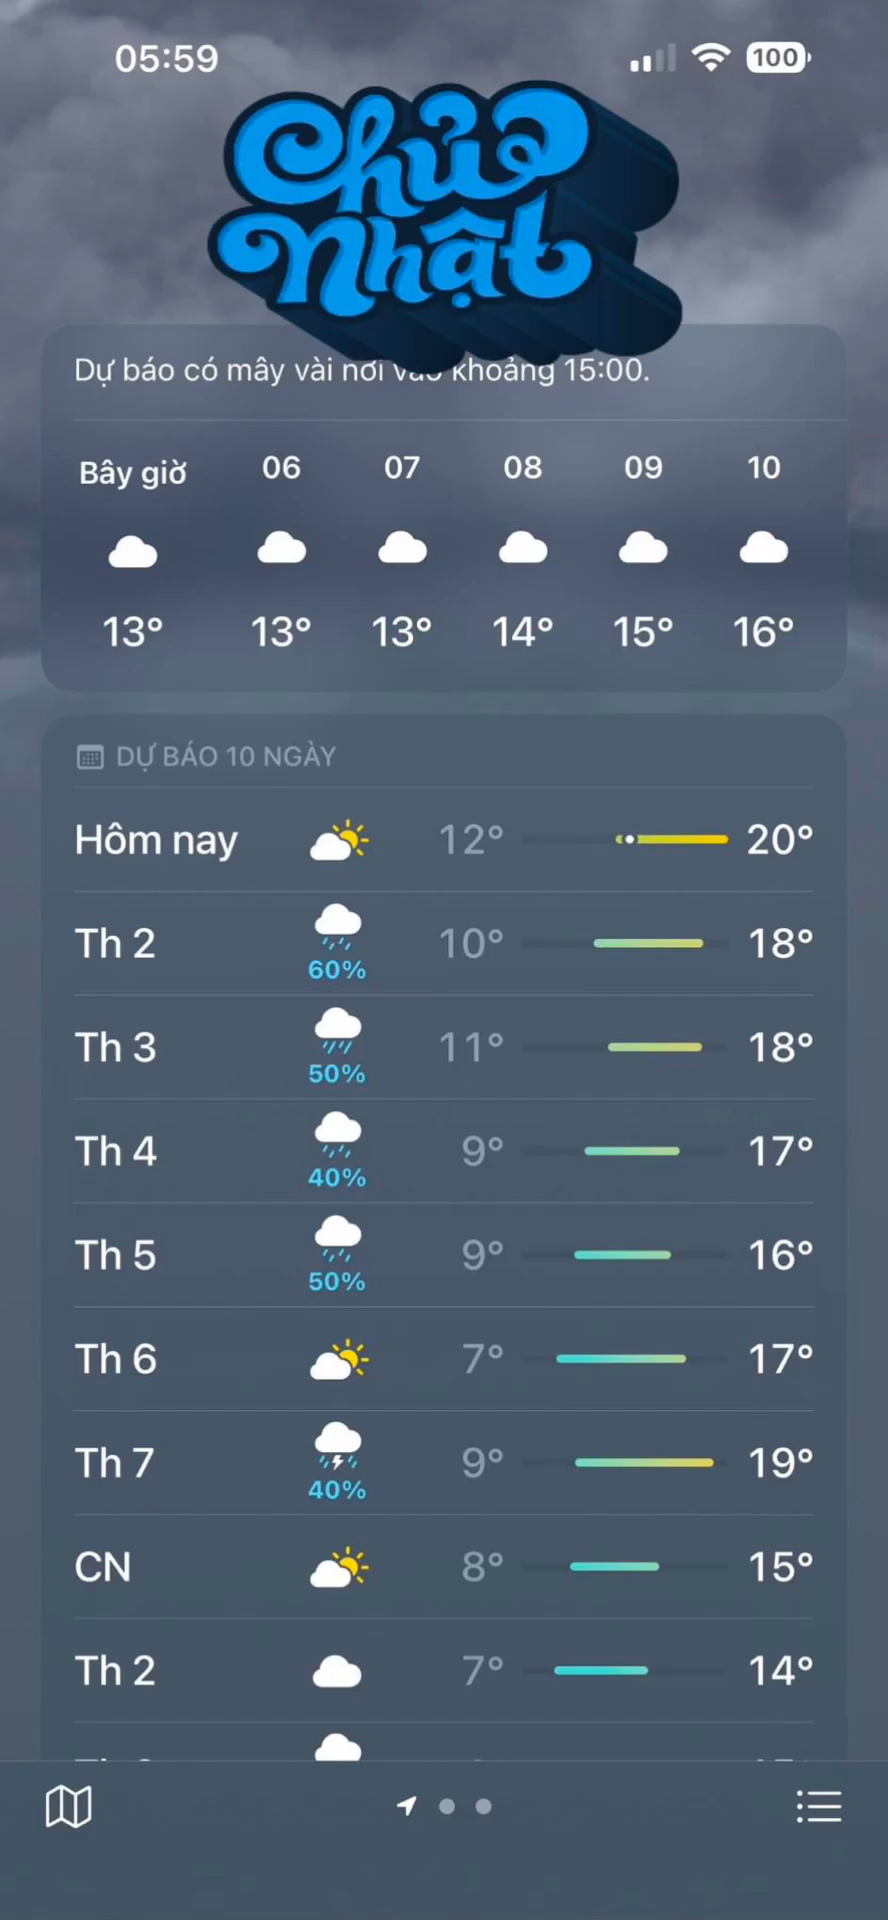 05:59
100
Chủ
Nhật
Dự báo có mây vài nơi vào khoảng 15:00.
Bây giờ 06 07 08 09 10
13° 13° 13° 14° 15° 16°
DỰ BÁO 10 NGÀY
Hôm nay 12° 20°
Th 2 60% 10° 18°
Th 3 50% 11° 18°
Th 4 40% 9° 17°
Th 5 50% 9° 16°
Th 6 7° 17°
Th 7 40% 9° 19°
CN 8° 15°
Th 2 7° 14°